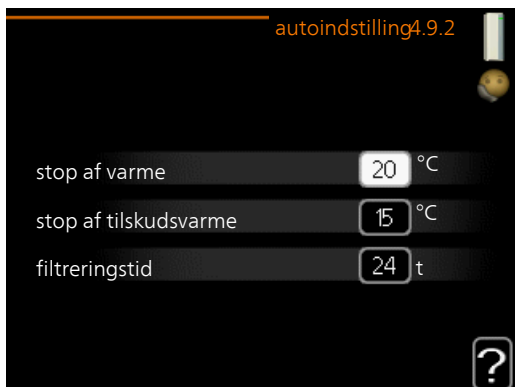 autoindstilling4.9.2
stop af varme 20 °C
stop af tilskudsvarme 15 °C
filtreringstid 24 t
?